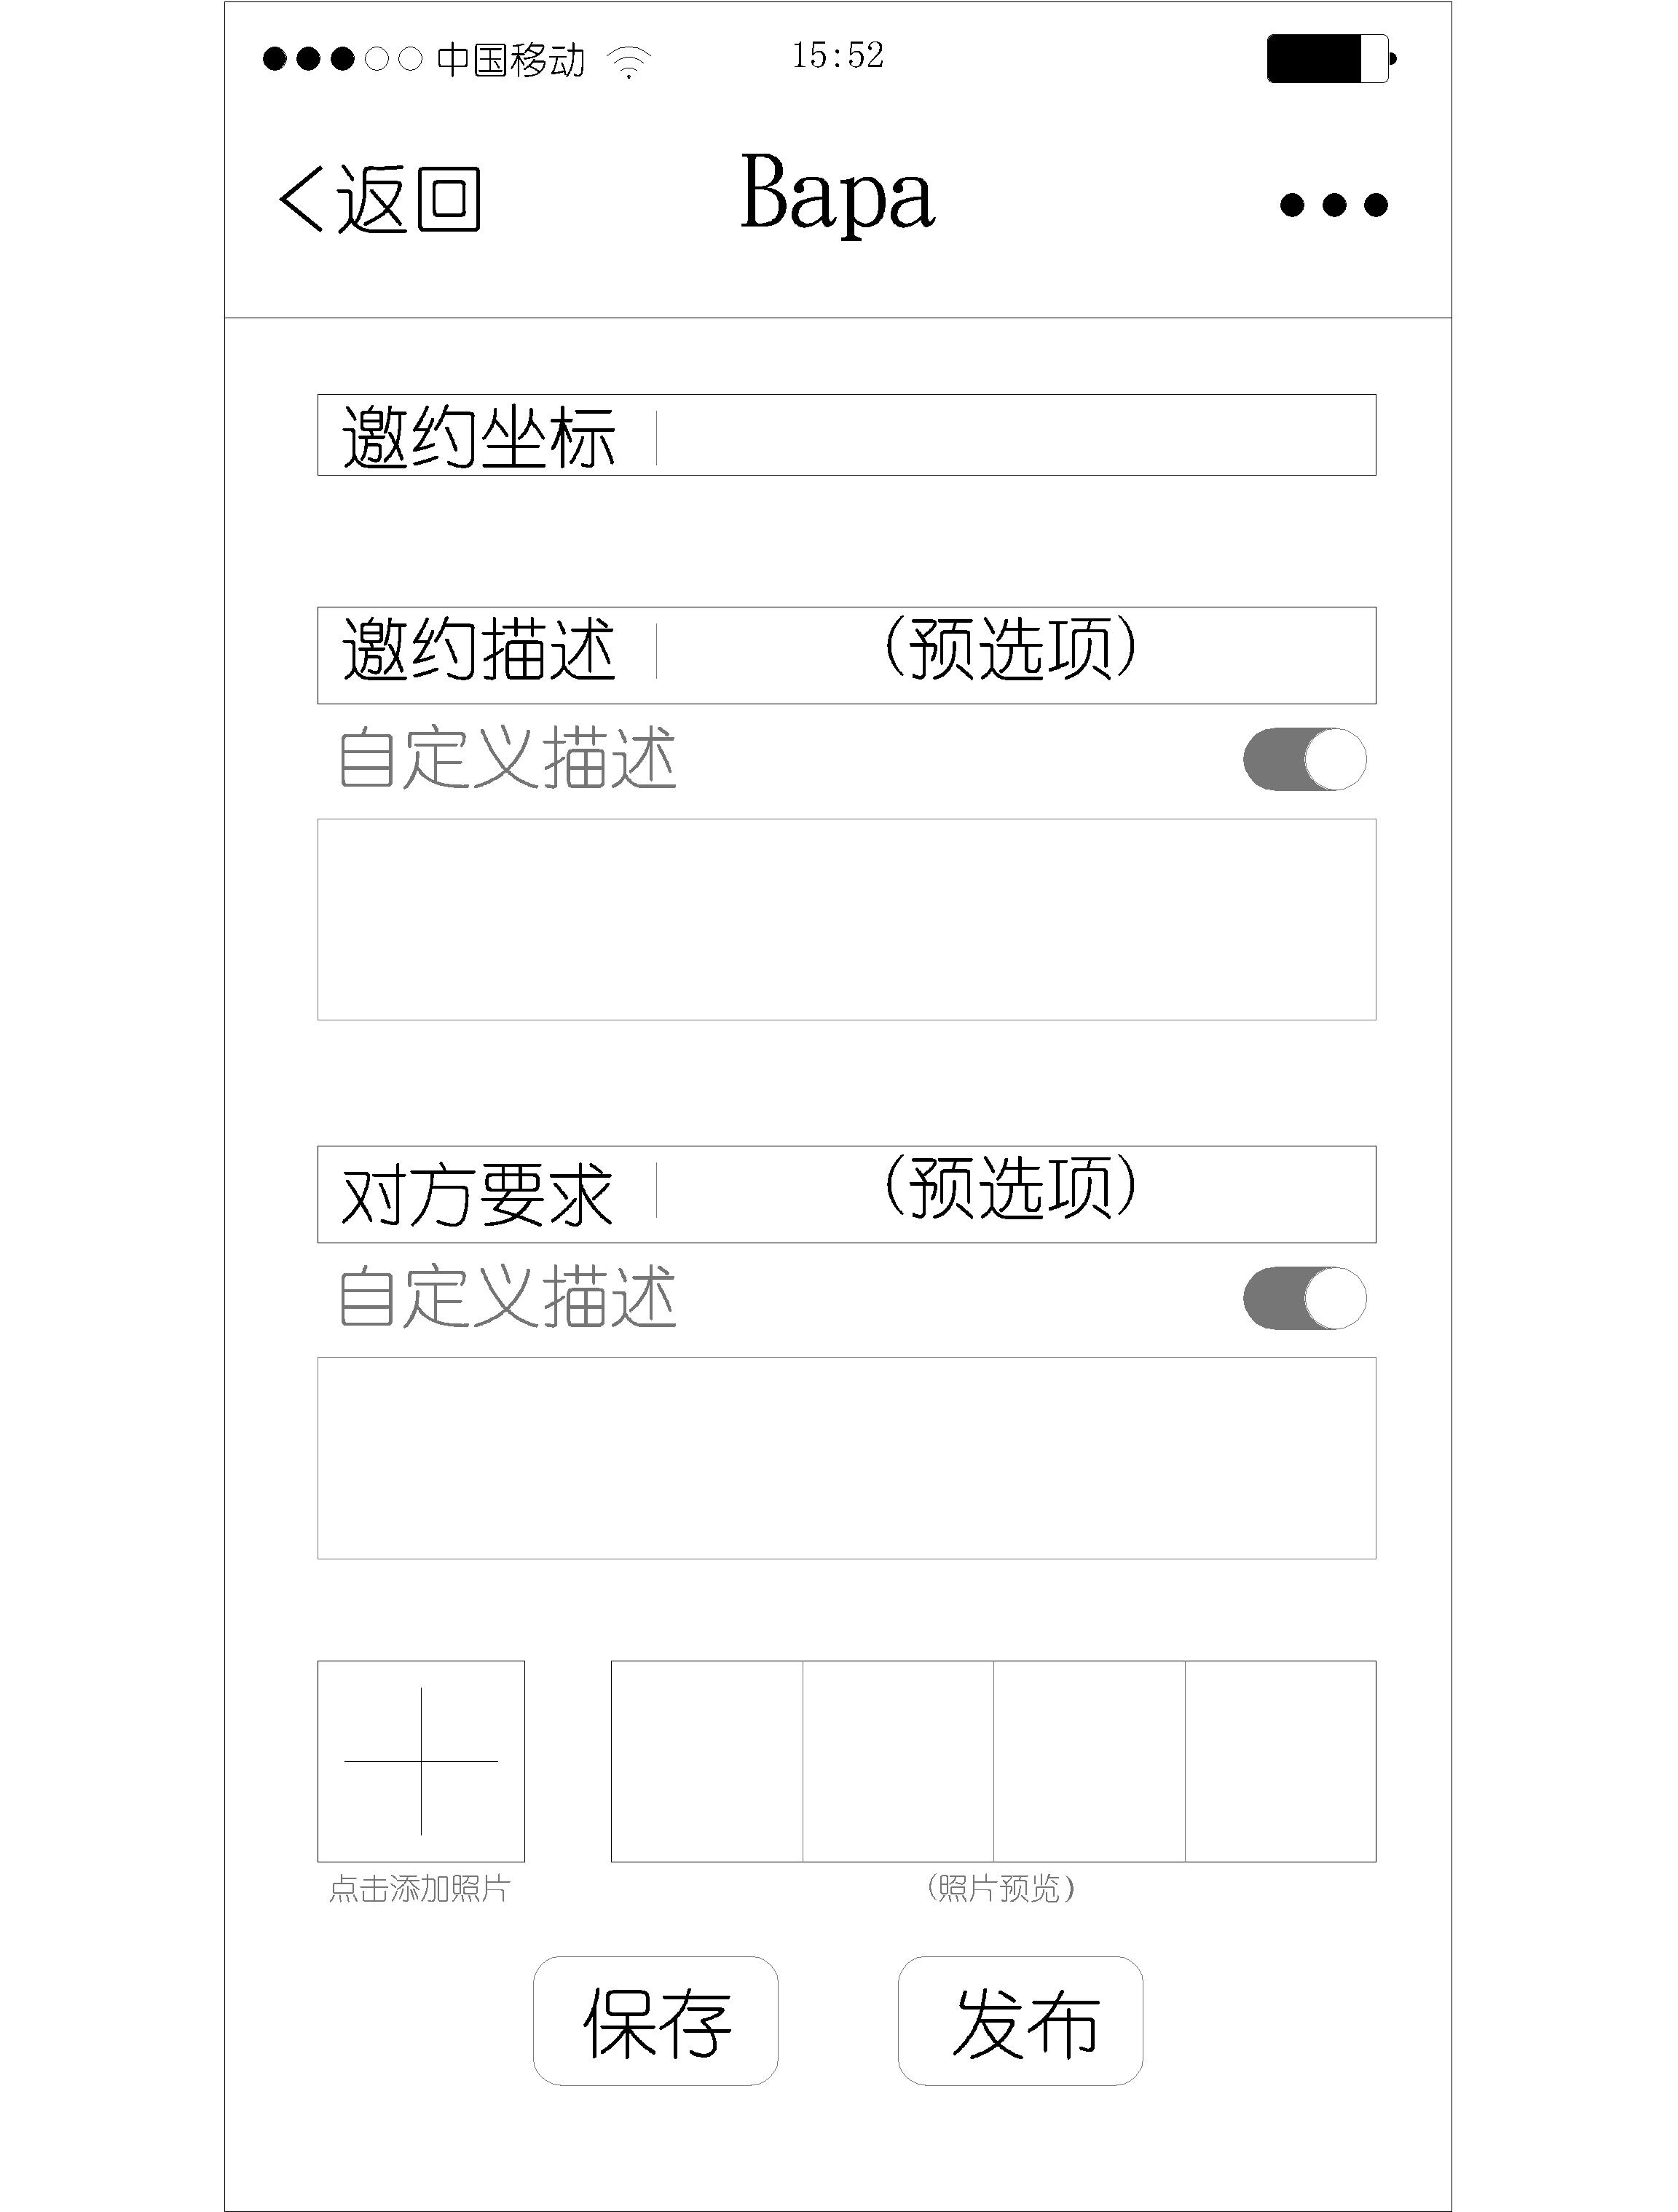 中国移动 15:52
返回 Bapa
邀约坐标
邀约描述 (预选项)
自定义描述
对方要求 (预选项)
自定义描述
点击添加照片 (照片预览)
保存 发布